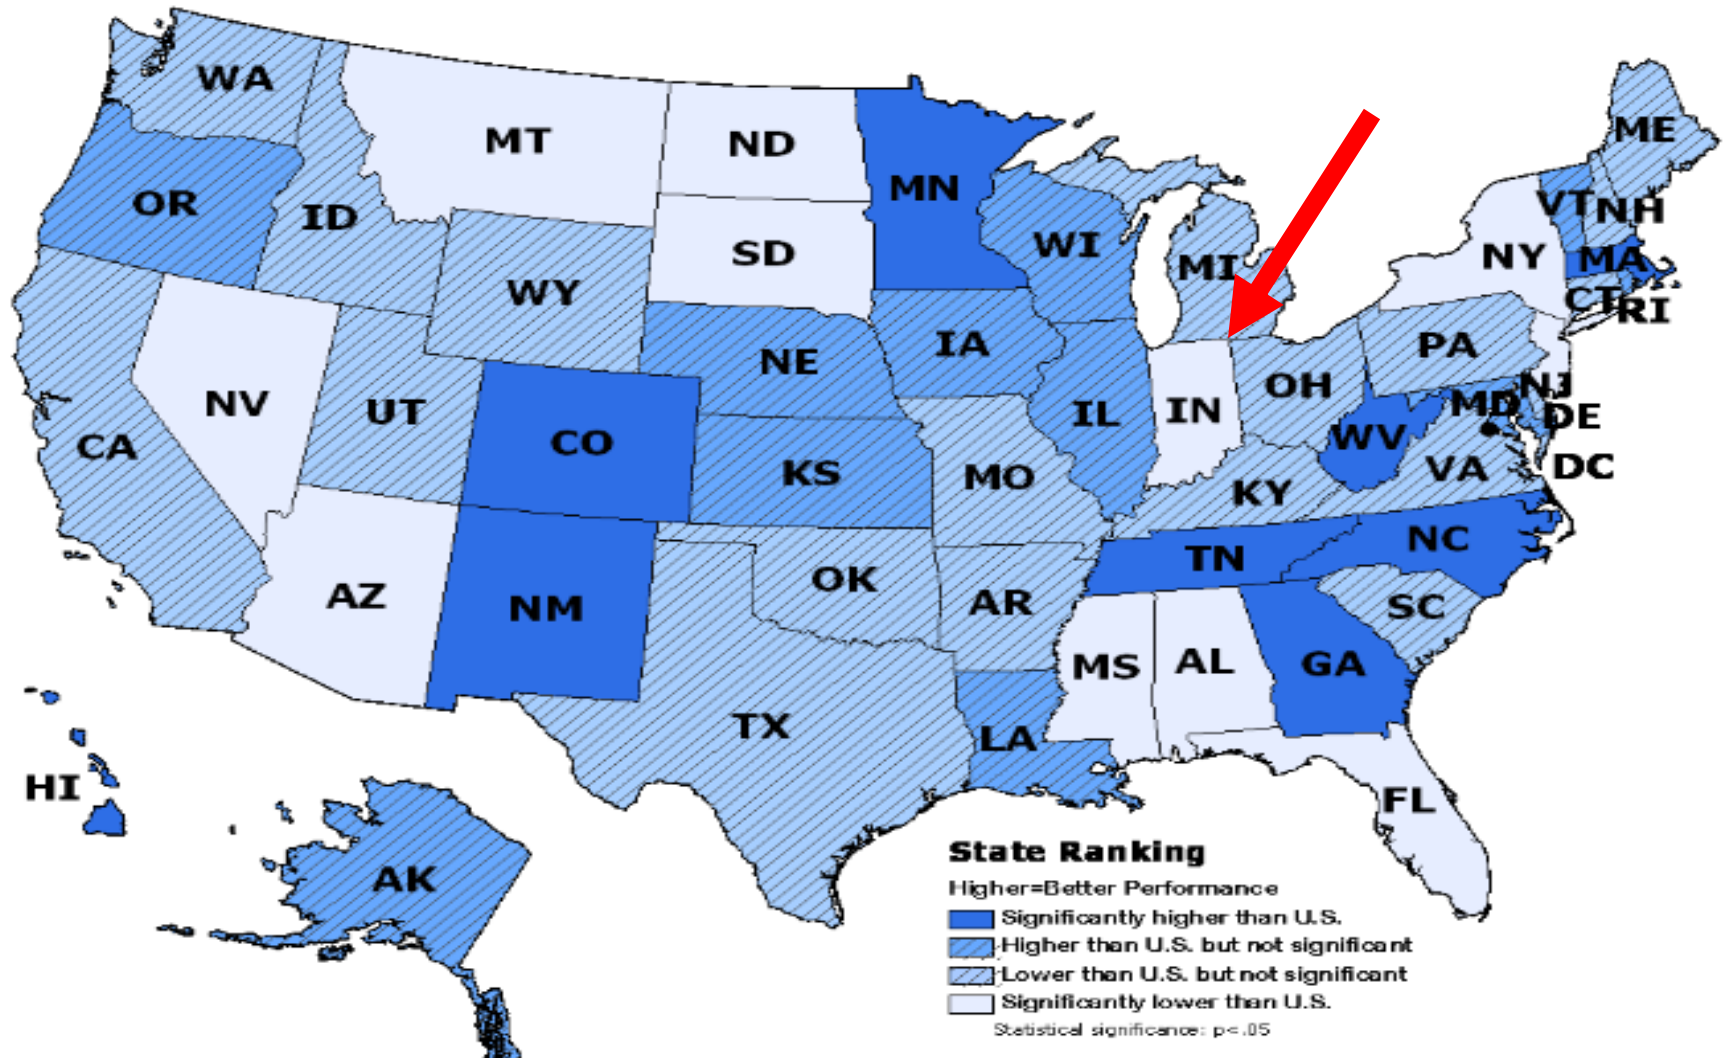 WA
MT
ND
MN
ME
OR
ID
VT
NH
WI
SD
MI
NY
MA
WY
CT
RI
IA
PA
NE
OH
NJ
NV
UT
IL
IN
MD
DE
CO
WV
CA
KS
MO
KY
VA
DC
NC
TN
OK
AZ
NM
AR
SC
MS
AL
GA
TX
LA
HI
FL
AK
State Ranking
Higher=Better Performance
Significantly higher than U.S.
Higher than U.S. but not significant
Lower than U.S. but not significant
Significantly lower than U.S.
Statistical significance: p<.05